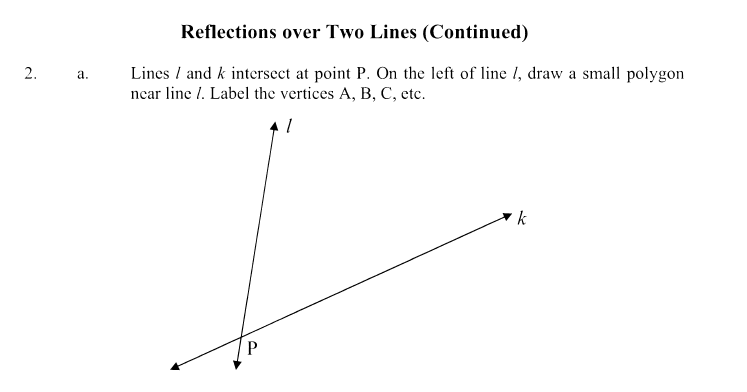 Reflections over Two Lines (Continued)
2. a. Lines l and k intersect at point P. On the left of line l, draw a small polygon
near line l. Label the vertices A, B, C, etc.
l
k
P